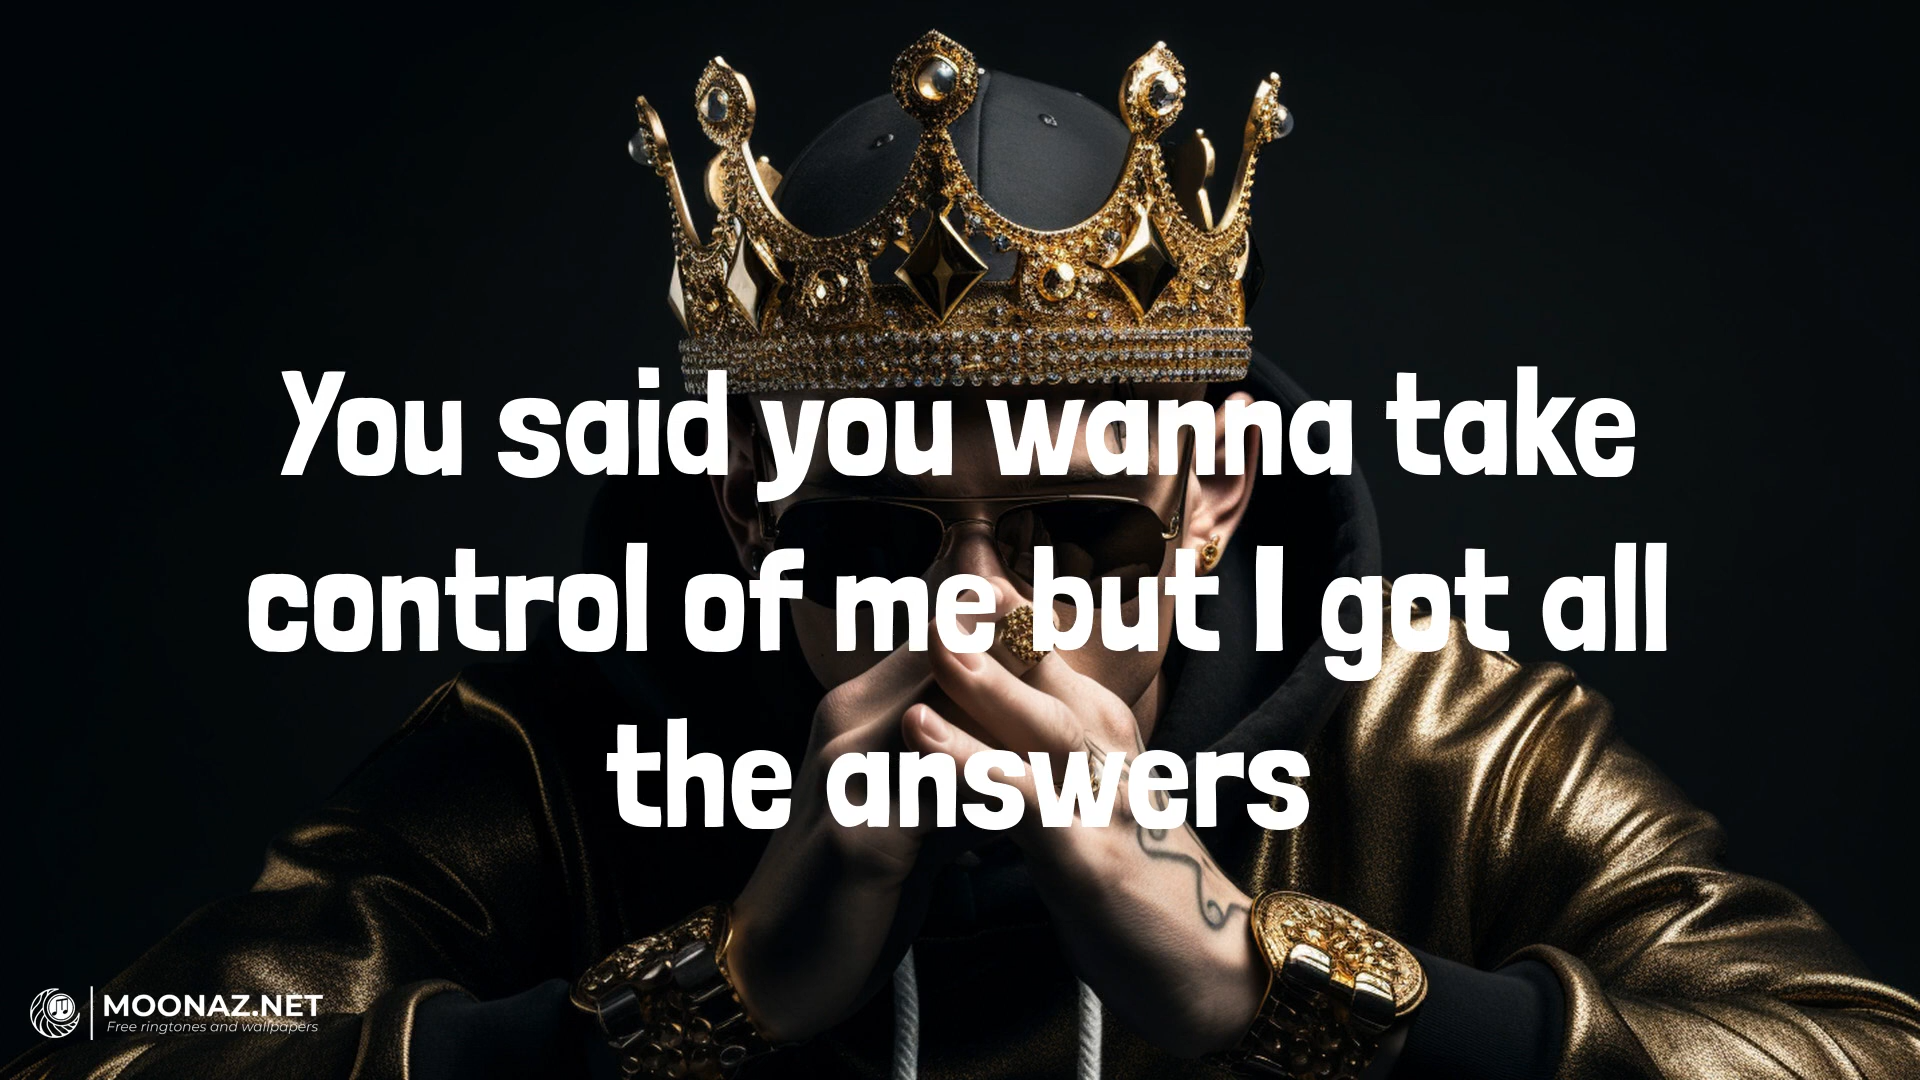 You said you wanna take
control of me but I got all
the answers
MOONAZ.NET
Free ringtones and wallpapers